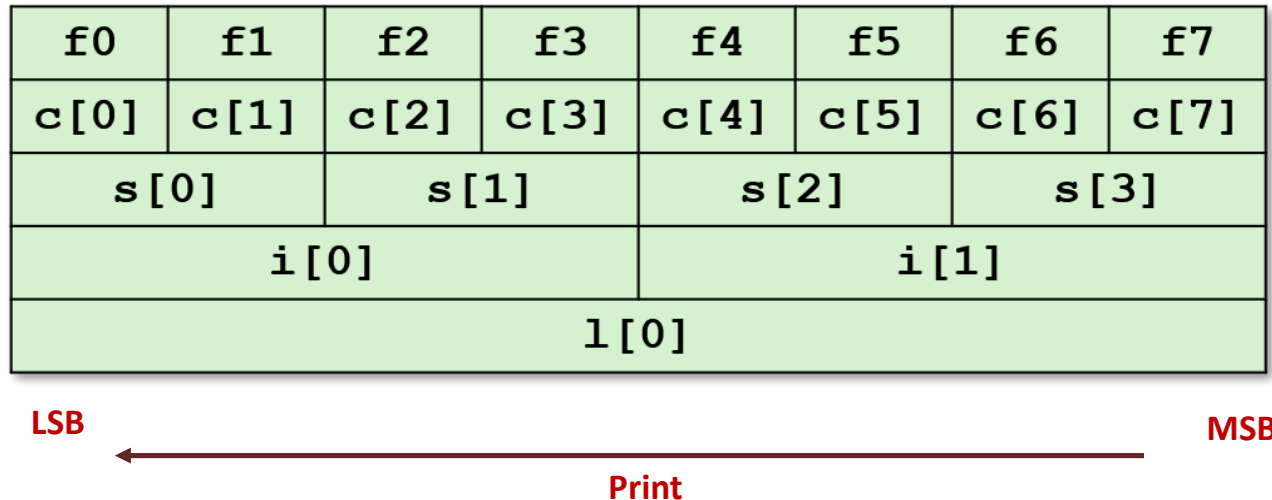 f0 f1 f2 f3 f4 f5 f6 f7
c[0] c[1] c[2] c[3] c[4] c[5] c[6] c[7]
s[0] s[1] s[2] s[3]
i[0] i[1]
l[0]
LSB MSB
Print